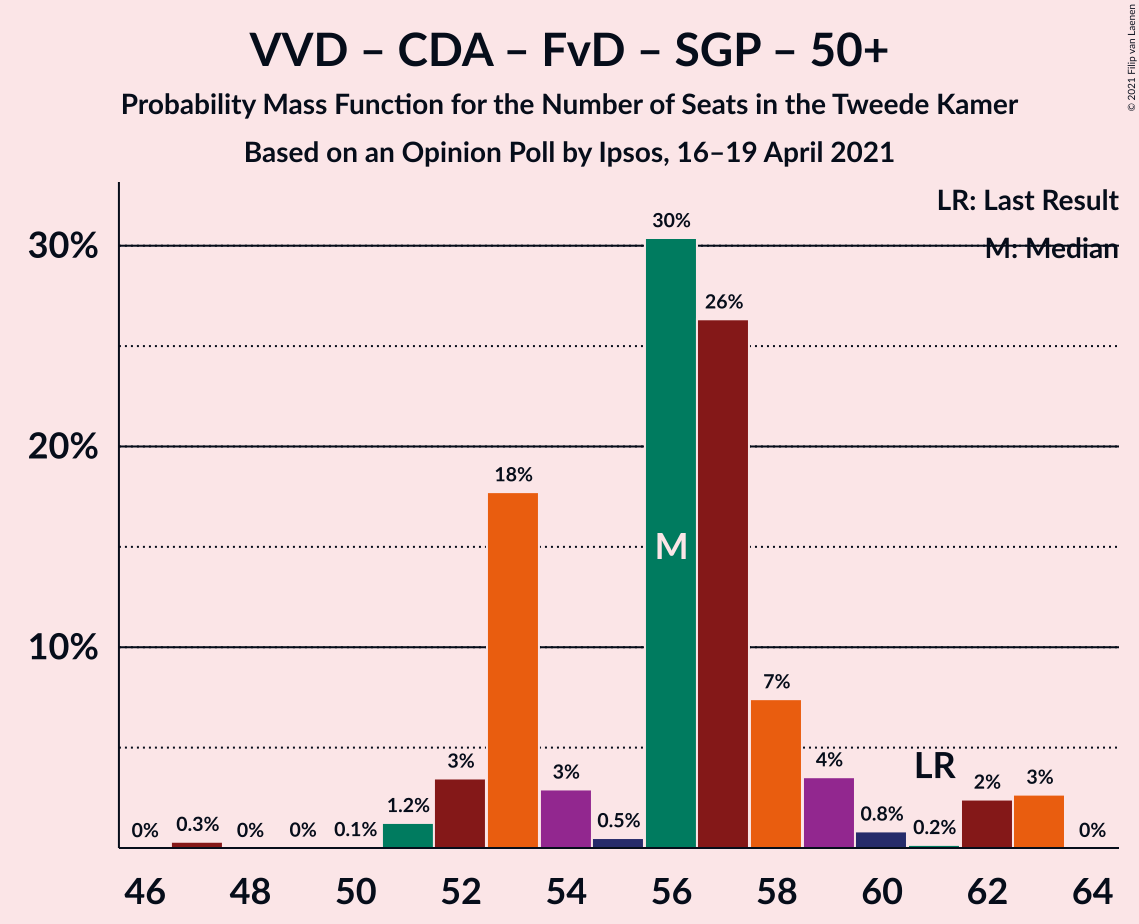 VVD – CDA – FvD – SGP – 50+
Probability Mass Function for the Number of Seats in the Tweede Kamer
Based on an Opinion Poll by Ipsos, 16–19 April 2021
© 2021 Filip van Laenen
LR: Last Result
M: Median
30%
20%
10%
0%
0.3%
0%
0%
0.1%
1.2%
3%
18%
3%
0.5%
30%
M
26%
7%
4%
0.8%
LR
0.2%
2%
3%
0%
46 48 50 52 54 56 58 60 62 64